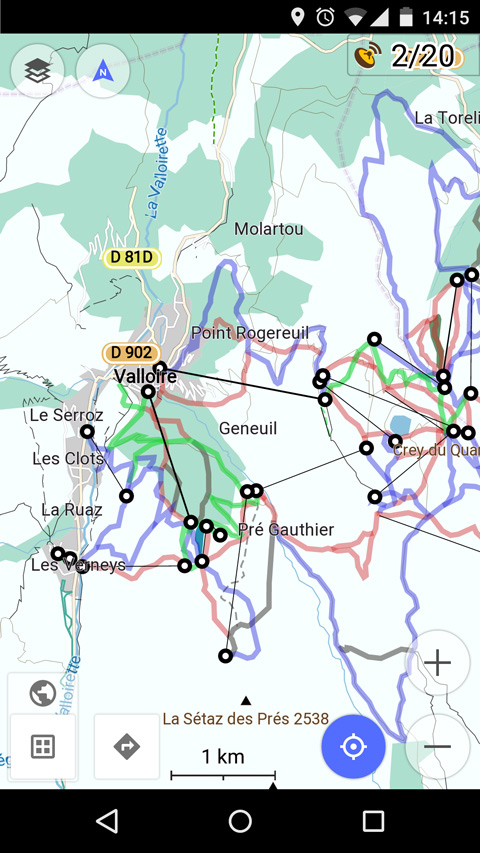 14:15
2/20
La Toreli
La Valloirette
Molartou
D 81D
Point Rogereuil
D 902
Valloire
Le Serroz
Geneuil
Les Clots
Crey du Quar
La Ruaz
Pré Gauthier
Les Verneys
alloirette
La Sétaz des Prés 2538
1 km